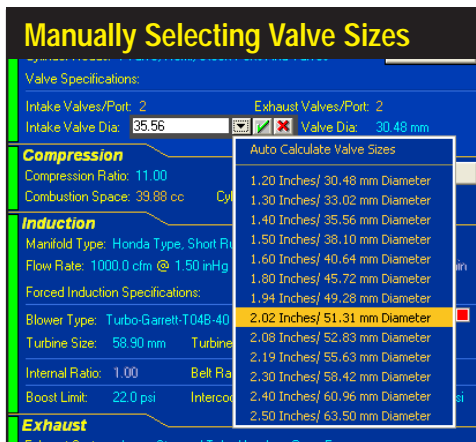 Manually Selecting Valve Sizes
Valve Specifications:
Intake Valves/Port: 2 Exhaust Valves/Port: 2
Intake Valve Dia: 35.56 Valve Dia: 30.48 mm
Auto Calculate Valve Sizes
1.20 Inches/ 30.48 mm Diameter
1.30 Inches/ 33.02 mm Diameter
1.40 Inches/ 35.56 mm Diameter
1.50 Inches/ 38.10 mm Diameter
1.60 Inches/ 40.64 mm Diameter
1.80 Inches/ 45.72 mm Diameter
1.94 Inches/ 49.28 mm Diameter
2.02 Inches/ 51.31 mm Diameter
2.08 Inches/ 52.83 mm Diameter
2.19 Inches/ 55.63 mm Diameter
2.30 Inches/ 58.42 mm Diameter
2.40 Inches/ 60.96 mm Diameter
2.50 Inches/ 63.50 mm Diameter
Compression
Compression Ratio: 11.00
Combustion Space: 39.88 cc Cyl
Induction
Manifold Type: Honda Type, Short Ru
Flow Rate: 1000.0 cfm @ 1.50 inHg
Forced Induction Specifications:
Blower Type: Turbo-Garrett-T04B-40
Turbine Size: 58.90 mm Turbine
Internal Ratio: 1.00 Belt Ra
Boost Limit: 22.0 psi Intercoo si
Exhaust